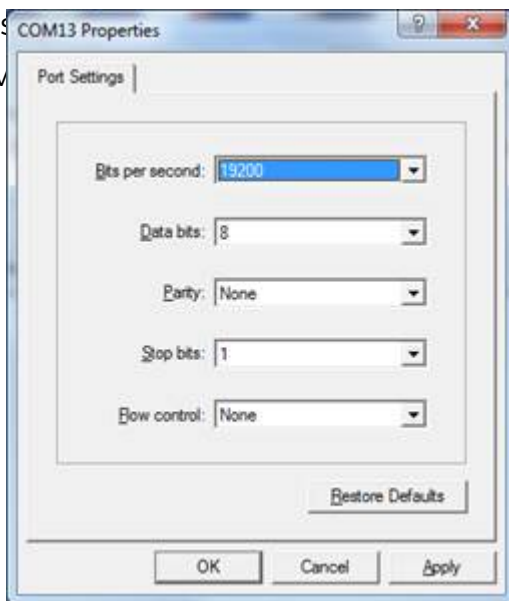 COM13 Properties
Port Settings
Bits per second: 19200
Data bits: 8
Parity: None
Stop bits: 1
Flow control: None
Restore Defaults
OK Cancel Apply